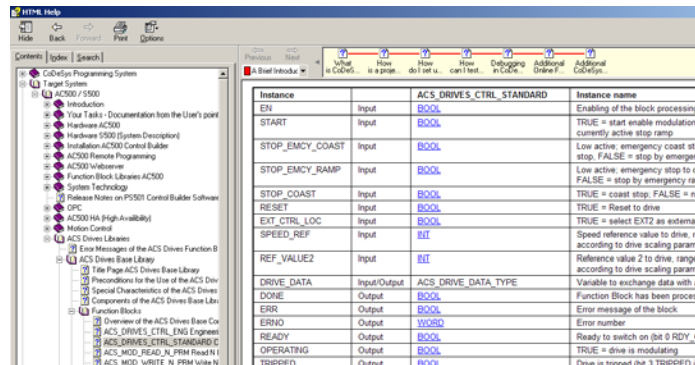 HTML Help
Hide Back Forward Print Options
Contents Index Search
CoDeSys Programming System
Target System
AC500 / S500
Introduction
Your Tasks - Documentation from the User's point
Hardware AC500
Hardware S500 (System Description)
Installation AC500 Control Builder
AC500 Remote Programming
AC500 Webserver
Function Block Libraries AC500
System Technology
Release Notes on PS501 Control Builder Software
OPC
AC500 HA (High Availibility)
Motion Control
ACS Drives Libraries
Error Messages of the ACS Drives Function B
ACS Drives Base Library
Title Page ACS Drives Base Library
Preconditions for the Use of the ACS Driv
Special Characteristics of the ACS Drives
Components of the ACS Drives Base Libr
Function Blocks
Overview of the ACS Drives Base Co
ACS_DRIVES_CTRL_ENG Engineeri
ACS_DRIVES_CTRL_STANDARD C
ACS_MOD_READ_N_PRM Read N
ACS_MOD_WRITE_N_PRM Write N
Previous Next
A Brief Introduc
What is CoDeS...
How is a proje...
How do I set u...
How can I test...
Debugging in CoDe...
Additional Online F...
Additional CoDeSys...
Instance ACS_DRIVES_CTRL_STANDARD Instance name
EN Input BOOL Enabling of the block processing
START Input BOOL TRUE = start enable modulation
currently active stop ramp
STOP_EMCY_COAST Input BOOL Low active; emergency coast st
stop, FALSE = stop by emerge
STOP_EMCY_RAMP Input BOOL Low active; emergency stop to
FALSE = stop by emergency ra
STOP_COAST Input BOOL TRUE = coast stop; FALSE = n
RESET Input BOOL TRUE = Reset to drive
EXT_CTRL_LOC Input BOOL TRUE = select EXT2 as externa
SPEED_REF Input INT Speed reference value to drive, r
according to drive scaling param
REF_VALUE2 Input INT Reference value 2 to drive, range
according to drive scaling param
DRIVE_DATA Input/Output ACS_DRIVE_DATA_TYPE Variable to exchange data with
DONE Output BOOL Function Block has been proces
ERR Output BOOL Error message of the block
ERNO Output WORD Error number
READY Output BOOL Ready to switch on (bit 0 RDY_
OPERATING Output BOOL TRUE = drive is modulating
TRIPPED Output BOOL Drive is tripped (bit 3 TRIPPED